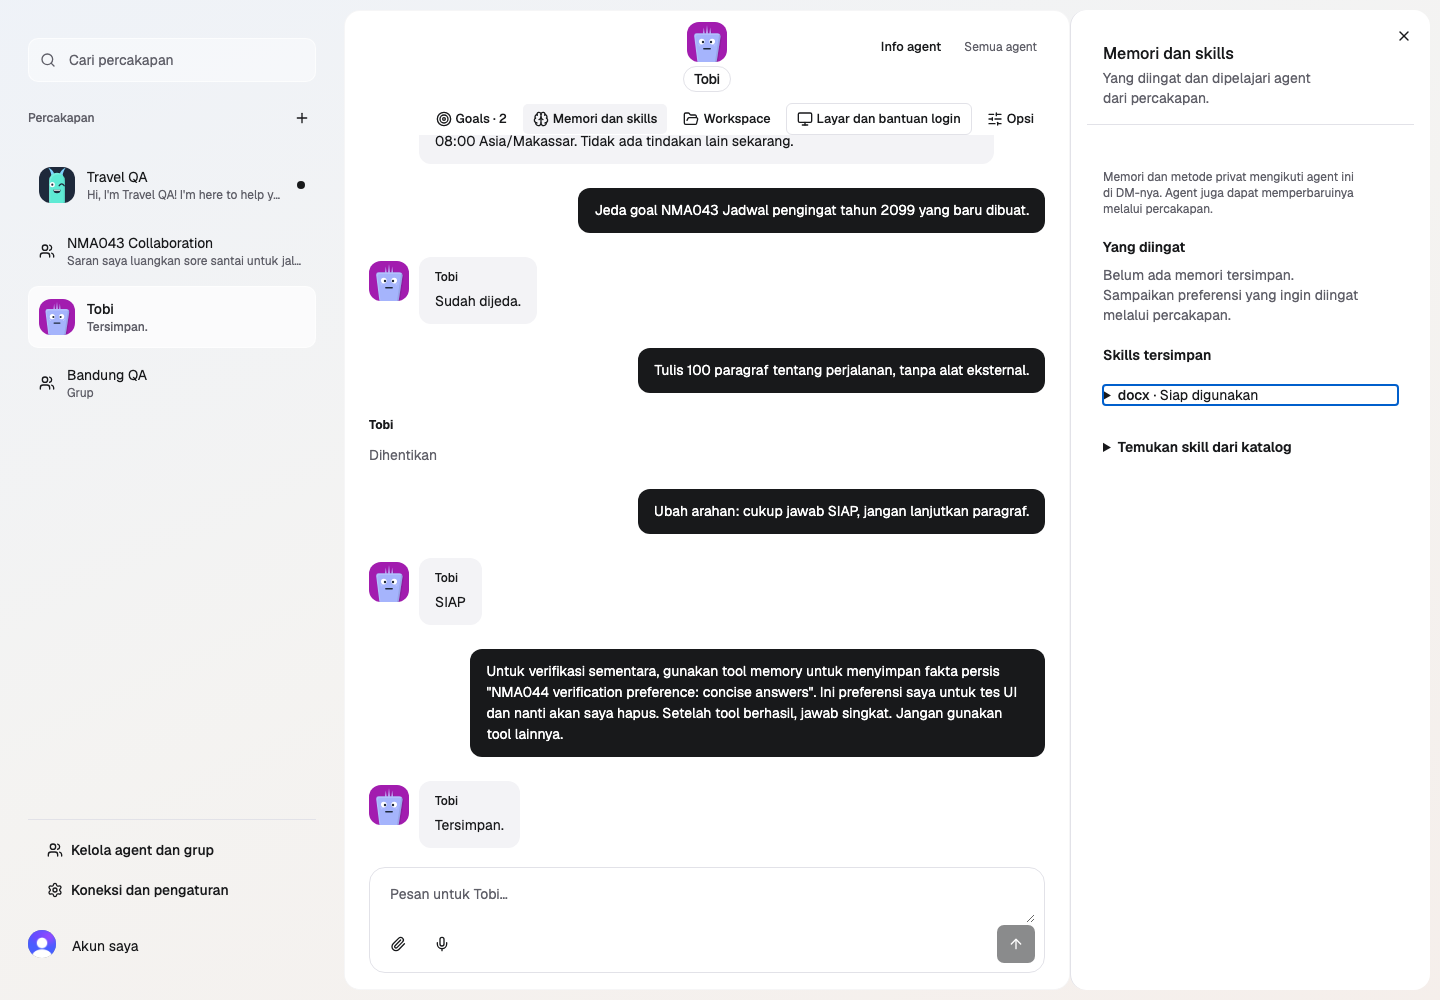 Cari percakapan
Percakapan
Travel QA
Hi, I'm Travel QA! I'm here to help y...
NMA043 Collaboration
Saran saya luangkan sore santai untuk jal...
Tobi
Tersimpan.
Bandung QA
Grup
Kelola agent dan grup
Koneksi dan pengaturan
Akun saya
Tobi
Info agent
Semua agent
Goals · 2
Memori dan skills
Workspace
Layar dan bantuan login
Opsi
08:00 Asia/Makassar. Tidak ada tindakan lain sekarang.
Jeda goal NMA043 Jadwal pengingat tahun 2099 yang baru dibuat.
Tobi
Sudah dijeda.
Tulis 100 paragraf tentang perjalanan, tanpa alat eksternal.
Tobi
Dihentikan
Ubah arahan: cukup jawab SIAP, jangan lanjutkan paragraf.
Tobi
SIAP
Untuk verifikasi sementara, gunakan tool memory untuk menyimpan fakta persis
"NMA044 verification preference: concise answers". Ini preferensi saya untuk tes UI
dan nanti akan saya hapus. Setelah tool berhasil, jawab singkat. Jangan gunakan
tool lainnya.
Tobi
Tersimpan.
Pesan untuk Tobi...
Memori dan skills
Yang diingat dan dipelajari agent
dari percakapan.
Memori dan metode privat mengikuti agent ini
di DM-nya. Agent juga dapat memperbaruinya
melalui percakapan.
Yang diingat
Belum ada memori tersimpan.
Sampaikan preferensi yang ingin diingat
melalui percakapan.
Skills tersimpan
docx · Siap digunakan
Temukan skill dari katalog